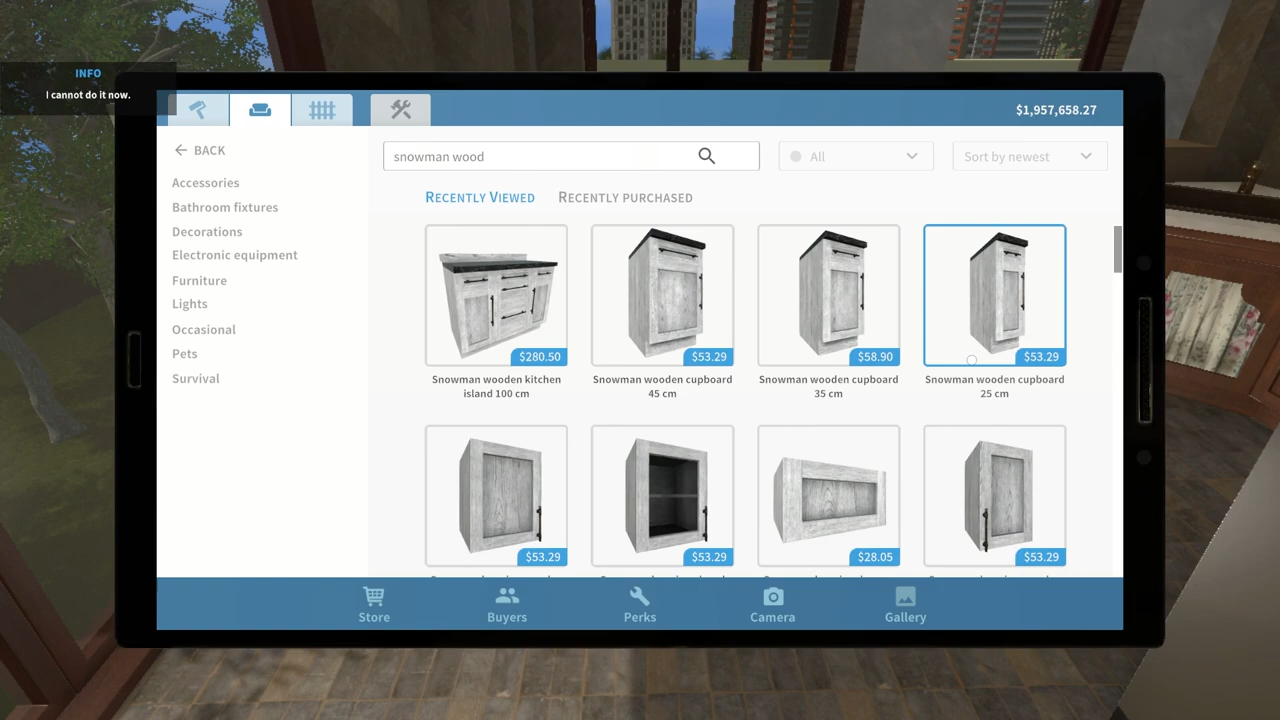 INFO
I cannot do it now.
$1,957,658.27
BACK
snowman wood
All
Sort by newest
Accessories
Bathroom fixtures
Decorations
Electronic equipment
Furniture
Lights
Occasional
Pets
Survival
RECENTLY VIEWED
RECENTLY PURCHASED
$280.50
$53.29
$58.90
$53.29
Snowman wooden kitchen
island 100 cm
Snowman wooden cupboard
45 cm
Snowman wooden cupboard
35 cm
Snowman wooden cupboard
25 cm
$53.29
$53.29
$28.05
$53.29
Store
Buyers
Perks
Camera
Gallery